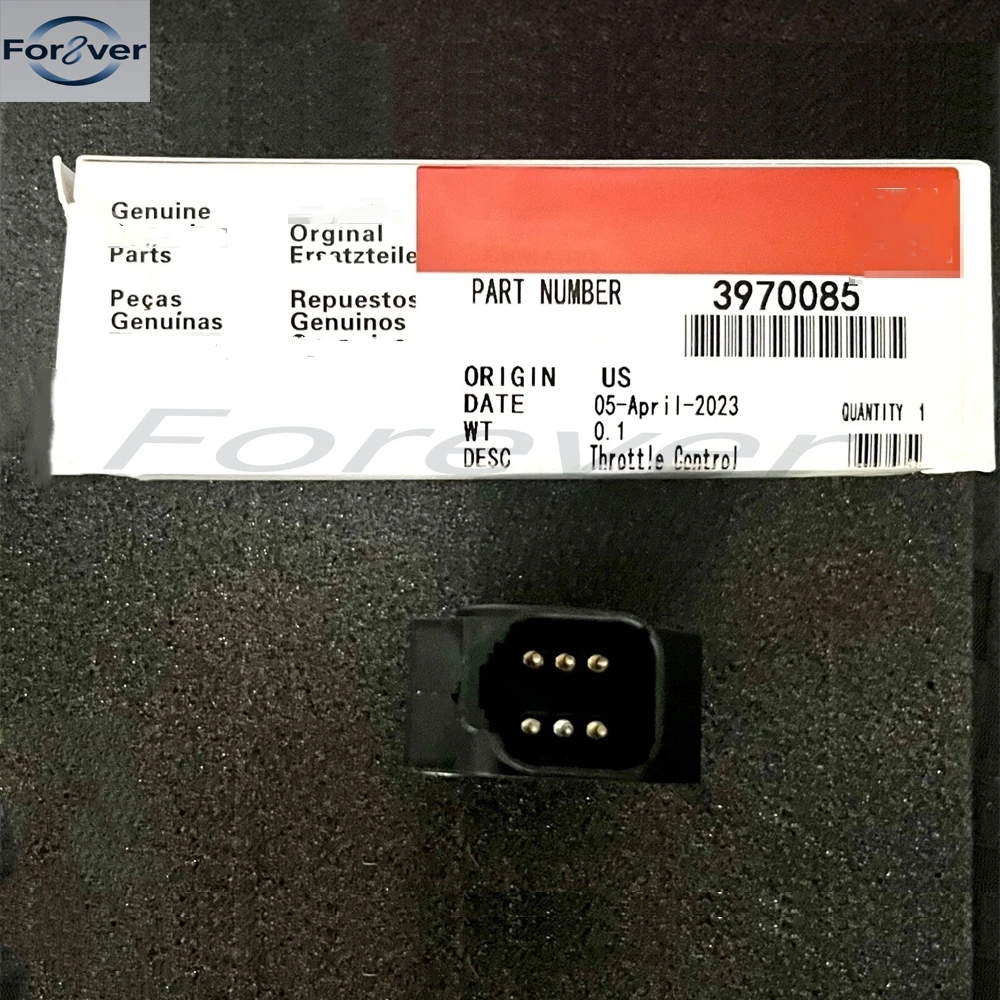 For8ver
Genuine
Parts
Peças
Genuínas
Orginal
Ersatzteile
Repuestos
Genuinos
PART NUMBER 3970085
ORIGIN US
DATE 05-April-2023
QUANTITY 1
WT 0.1
DESC Throttle Control
Forever